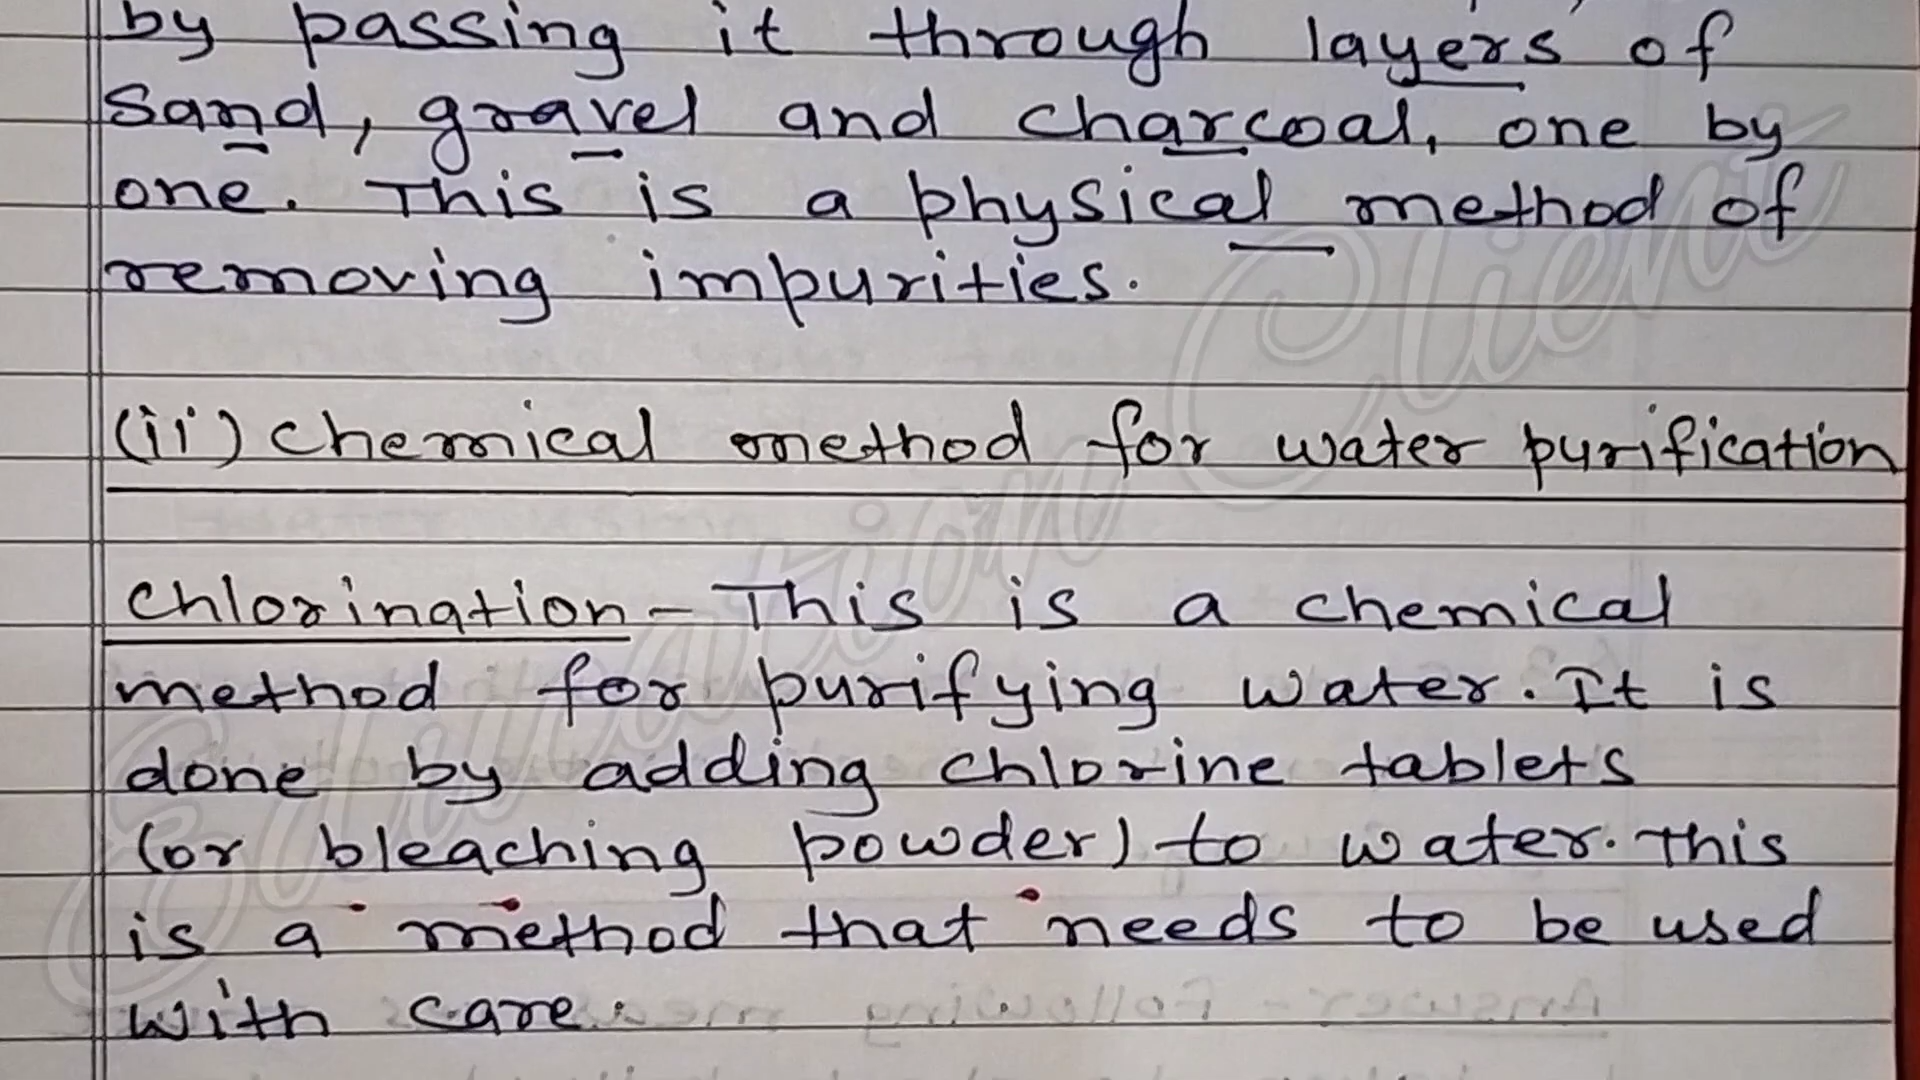 by passing it through layers of
Sand, gravel and charcoal, one by
one. This is a physical method of
removing impurities.
(ii) Chemical method for water purification
Chlorination - This is a chemical
method for purifying water. It is
done by adding chlorine tablets
(or bleaching powder) to water. This
is a method that needs to be used
with care.
Education Client